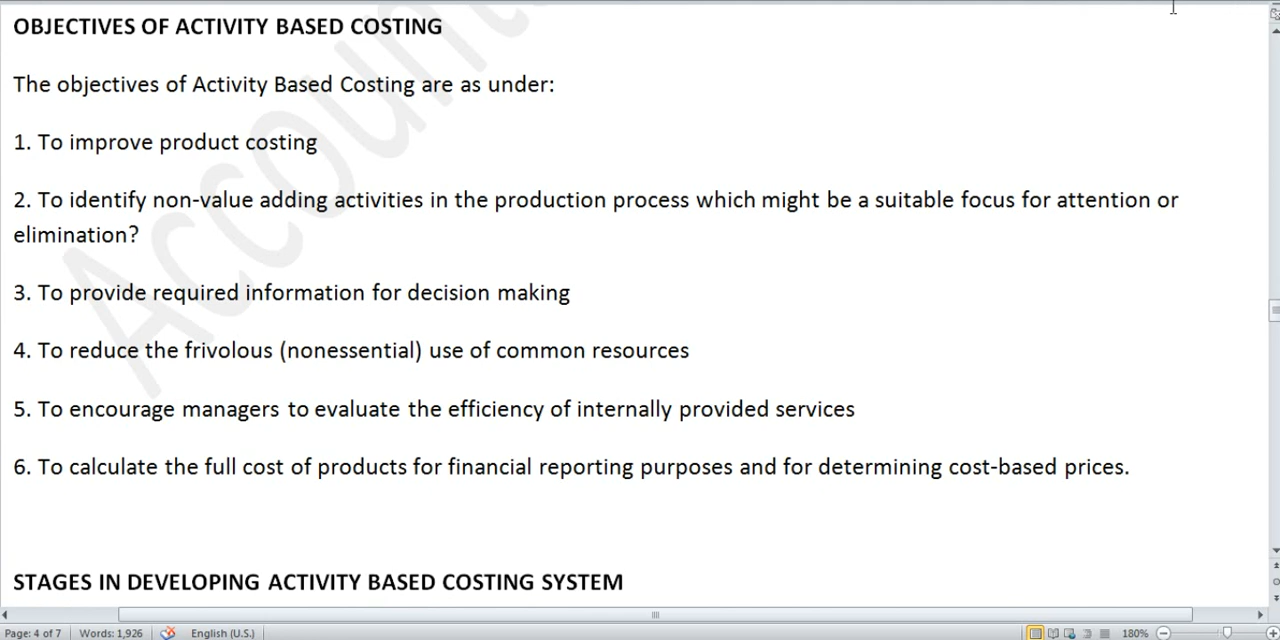 OBJECTIVES OF ACTIVITY BASED COSTING
The objectives of Activity Based Costing are as under:
1. To improve product costing
2. To identify non-value adding activities in the production process which might be a suitable focus for attention or
elimination?
3. To provide required information for decision making
4. To reduce the frivolous (nonessential) use of common resources
5. To encourage managers to evaluate the efficiency of internally provided services
6. To calculate the full cost of products for financial reporting purposes and for determining cost-based prices.
STAGES IN DEVELOPING ACTIVITY BASED COSTING SYSTEM
Page: 4 of 7 Words: 1,926 English (U.S.) 180%